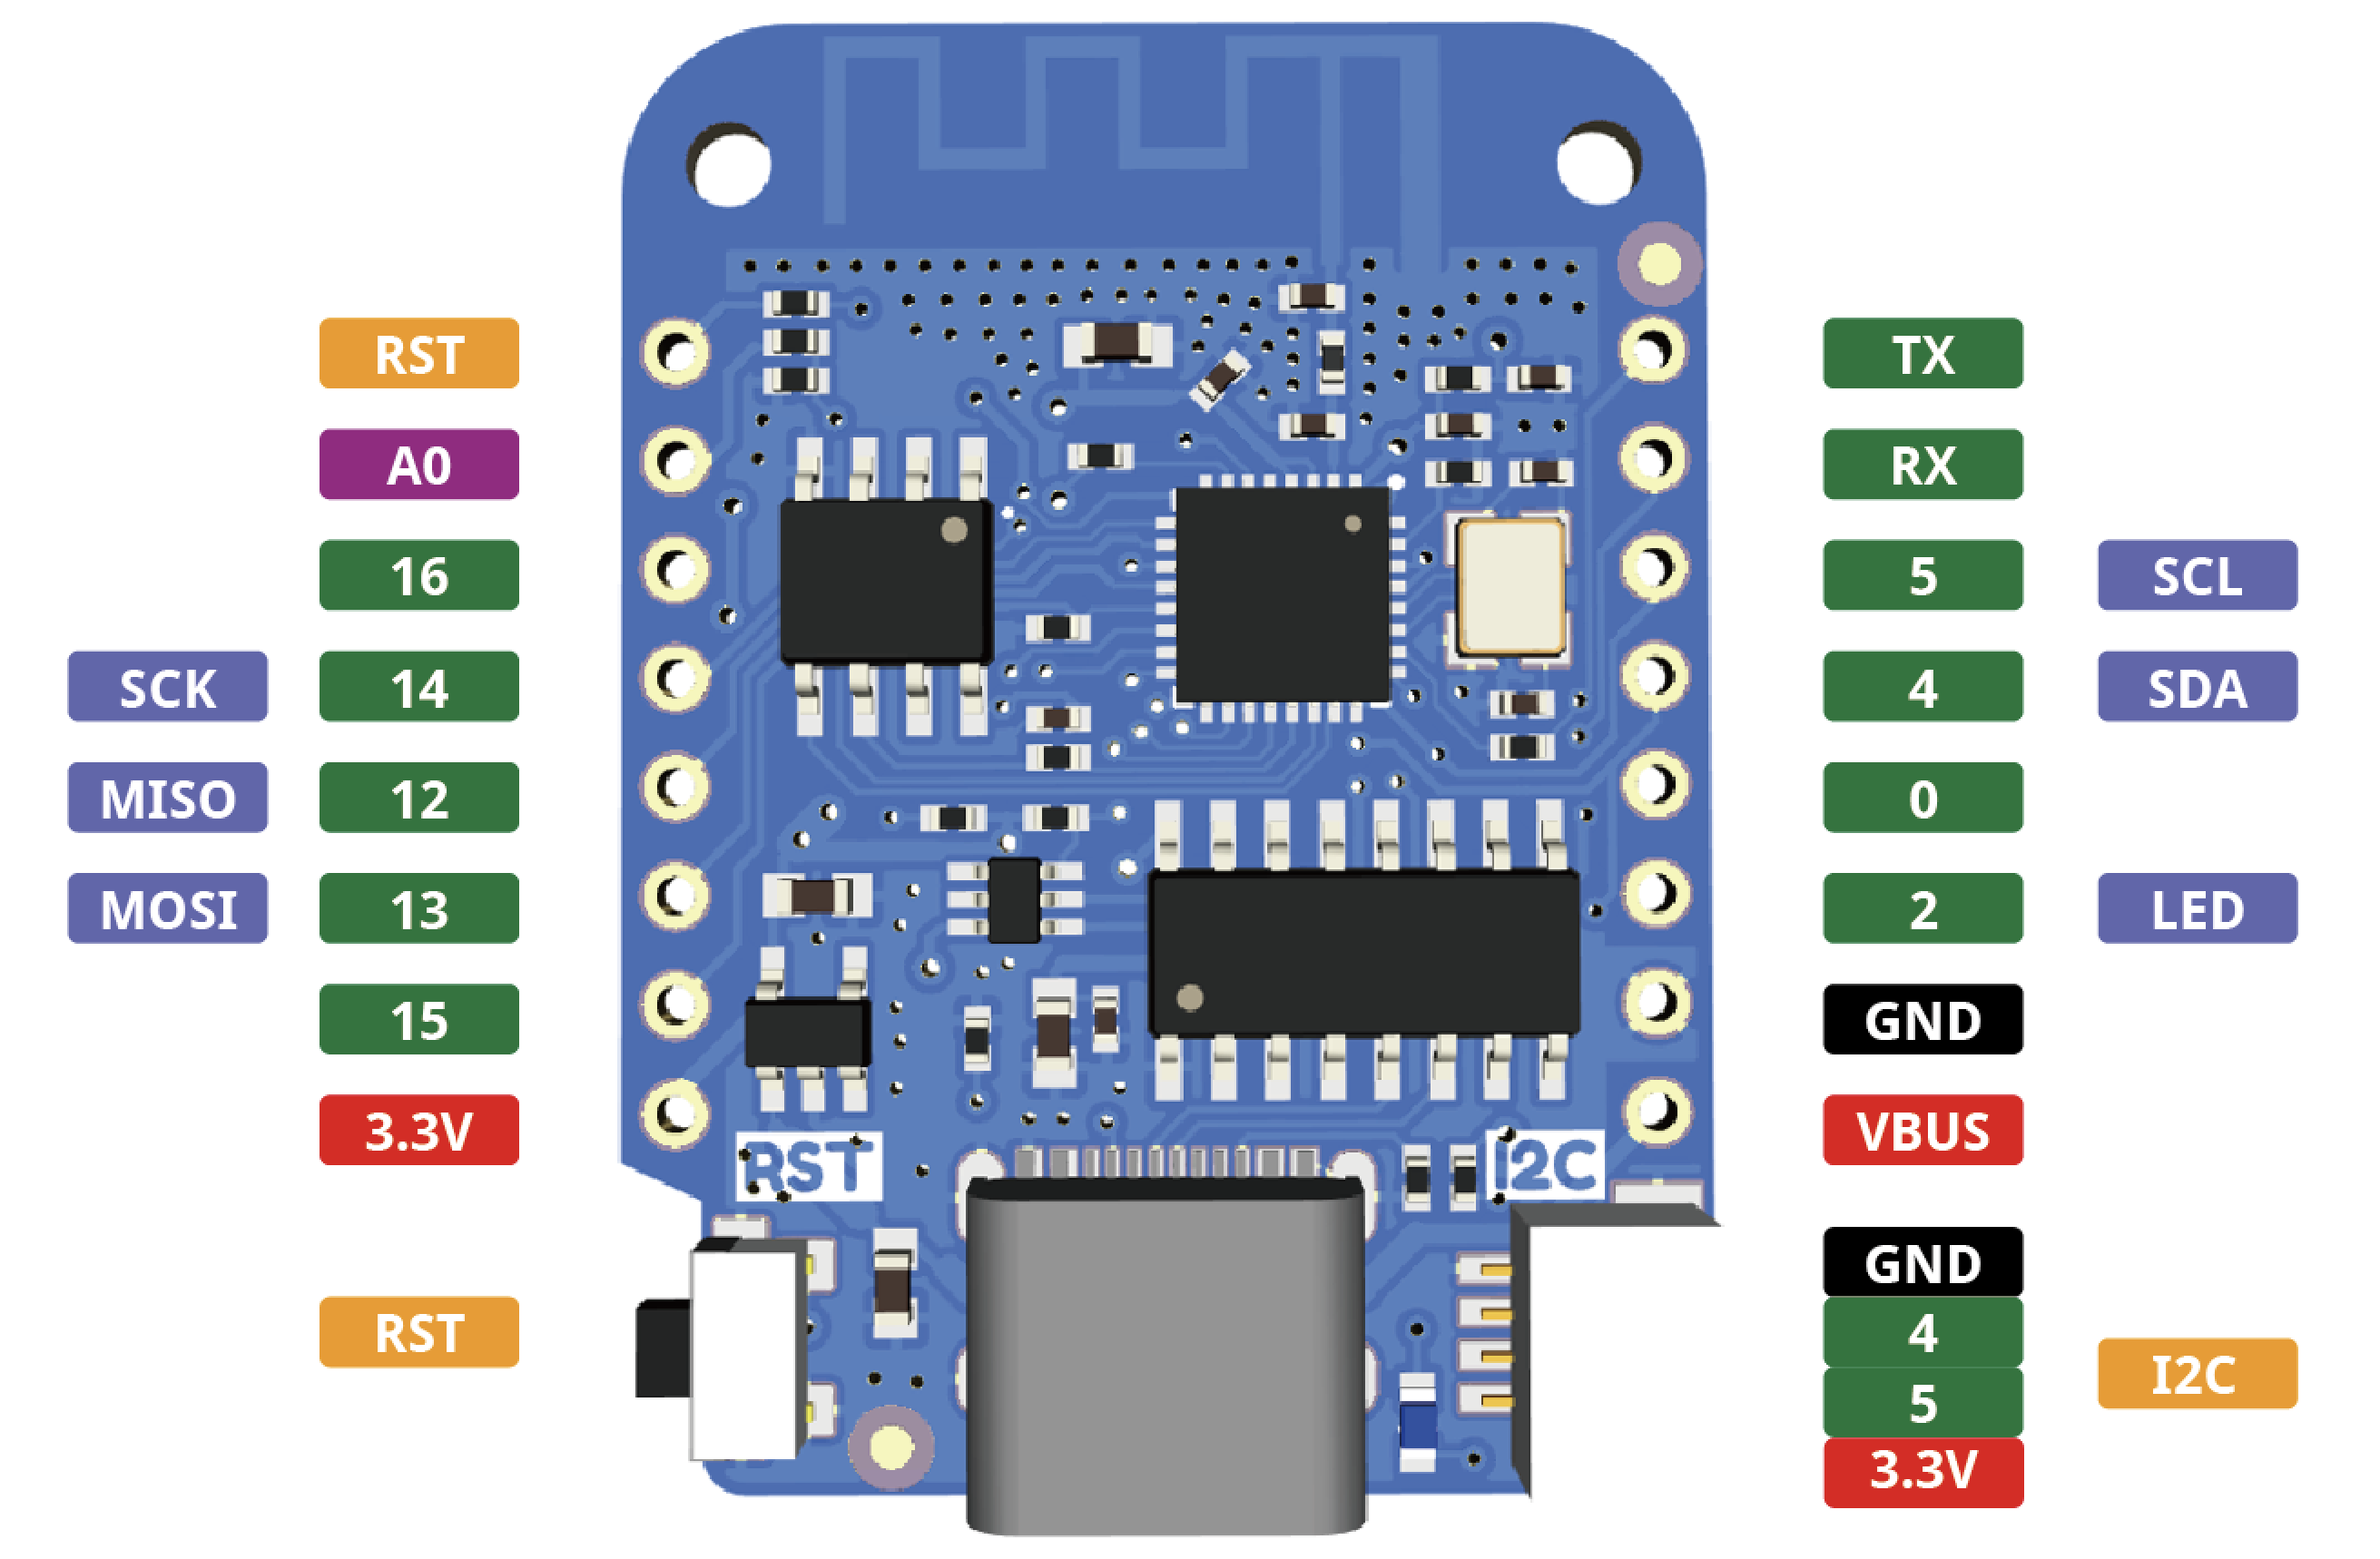 RST
A0
16
SCK 14
MISO 12
MOSI 13
15
3.3V
RST
RST
I2C
TX
RX
5 SCL
4 SDA
0
2 LED
GND
VBUS
GND
4
5
I2C
3.3V